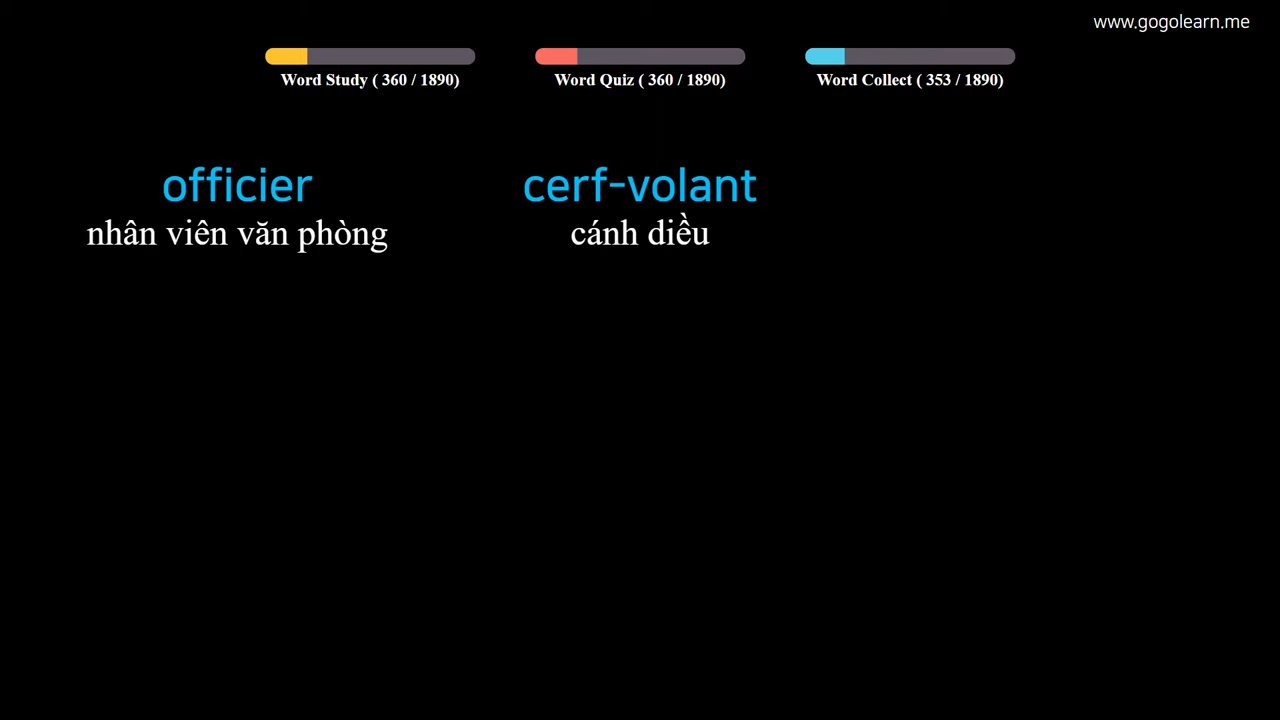 www.gogolearn.me
Word Study ( 360 / 1890)
Word Quiz ( 360 / 1890)
Word Collect ( 353 / 1890)
officier
nhân viên văn phòng
cerf-volant
cánh diều